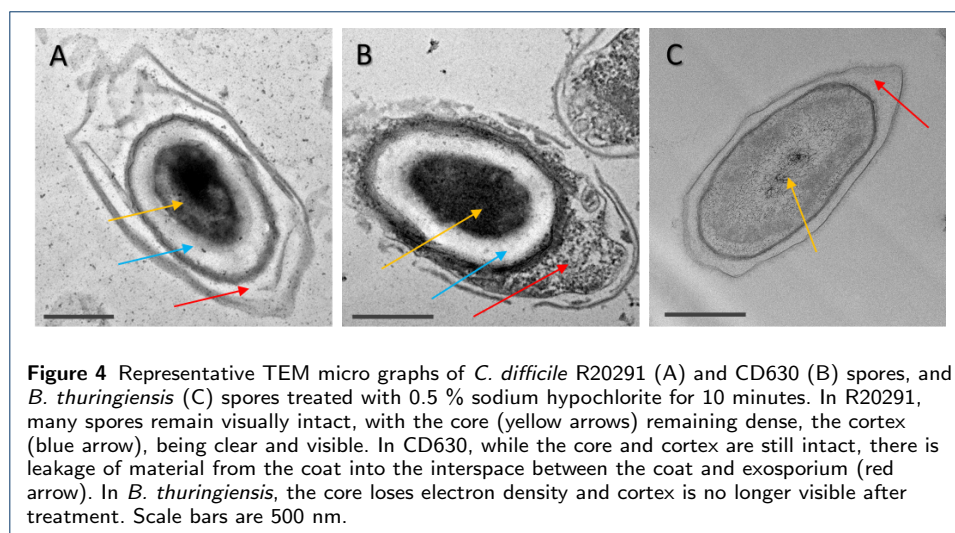 A
B
C
Figure 4 Representative TEM micro graphs of C. difficile R20291 (A) and CD630 (B) spores, and
B. thuringiensis (C) spores treated with 0.5 % sodium hypochlorite for 10 minutes. In R20291,
many spores remain visually intact, with the core (yellow arrows) remaining dense, the cortex
(blue arrow), being clear and visible. In CD630, while the core and cortex are still intact, there is
leakage of material from the coat into the interspace between the coat and exosporium (red
arrow). In B. thuringiensis, the core loses electron density and cortex is no longer visible after
treatment. Scale bars are 500 nm.